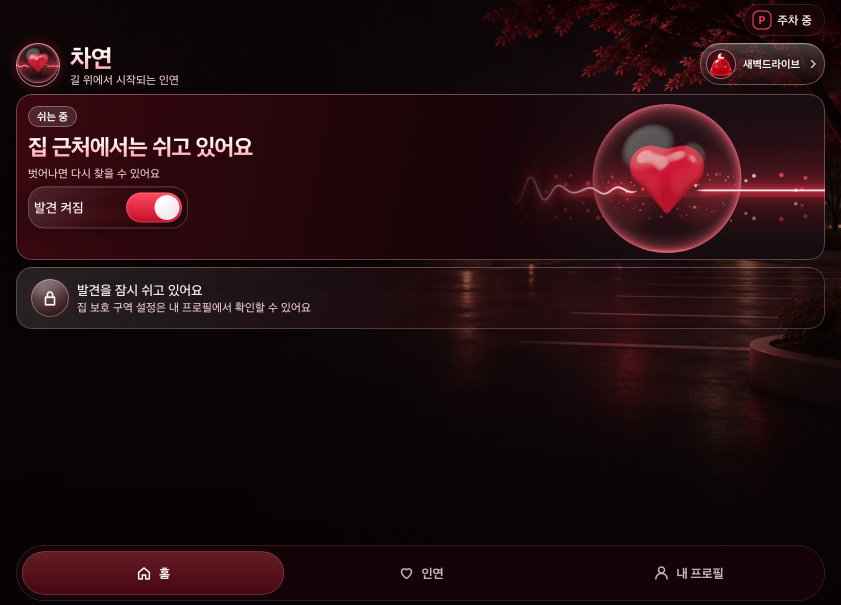 P 주차 중
차연
길 위에서 시작되는 인연
새벽드라이브
쉬는 중
집 근처에서는 쉬고 있어요
벗어나면 다시 찾을 수 있어요
발견 켜짐
발견을 잠시 쉬고 있어요
집 보호 구역 설정은 내 프로필에서 확인할 수 있어요
홈
인연
내 프로필